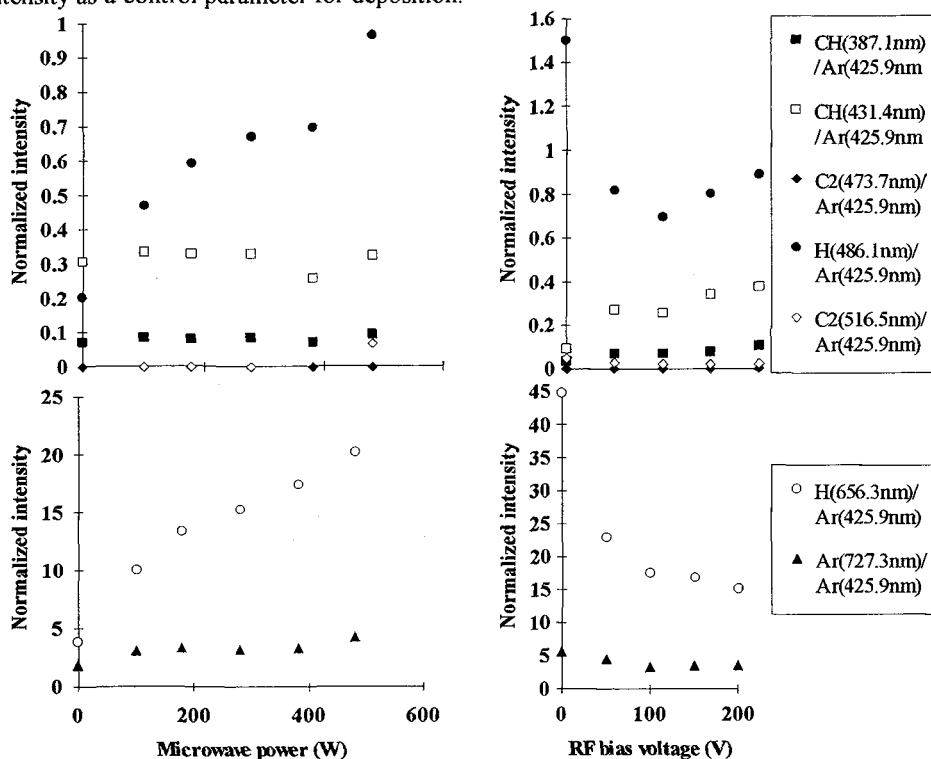 ntensity as a control parameter for deposition.
1
0.9
0.8
0.7
0.6
0.5
0.4
0.3
0.2
0.1
0
Normalized intensity
1.6
1.4
1.2
1
0.8
0.6
0.4
0.2
0
Normalized intensity
CH(387.1nm)
/Ar(425.9nm
CH(431.4nm)
/Ar(425.9nm
C2(473.7nm)/
Ar(425.9nm)
H(486.1nm)/
Ar(425.9nm)
C2(516.5nm)/
Ar(425.9nm)
25
20
15
10
5
0
Normalized intensity
0 200 400 600
Microwave power (W)
45
40
35
30
25
20
15
10
5
0
Normalized intensity
0 100 200
RF bias voltage (V)
H(656.3nm)/
Ar(425.9nm)
Ar(727.3nm)/
Ar(425.9nm)